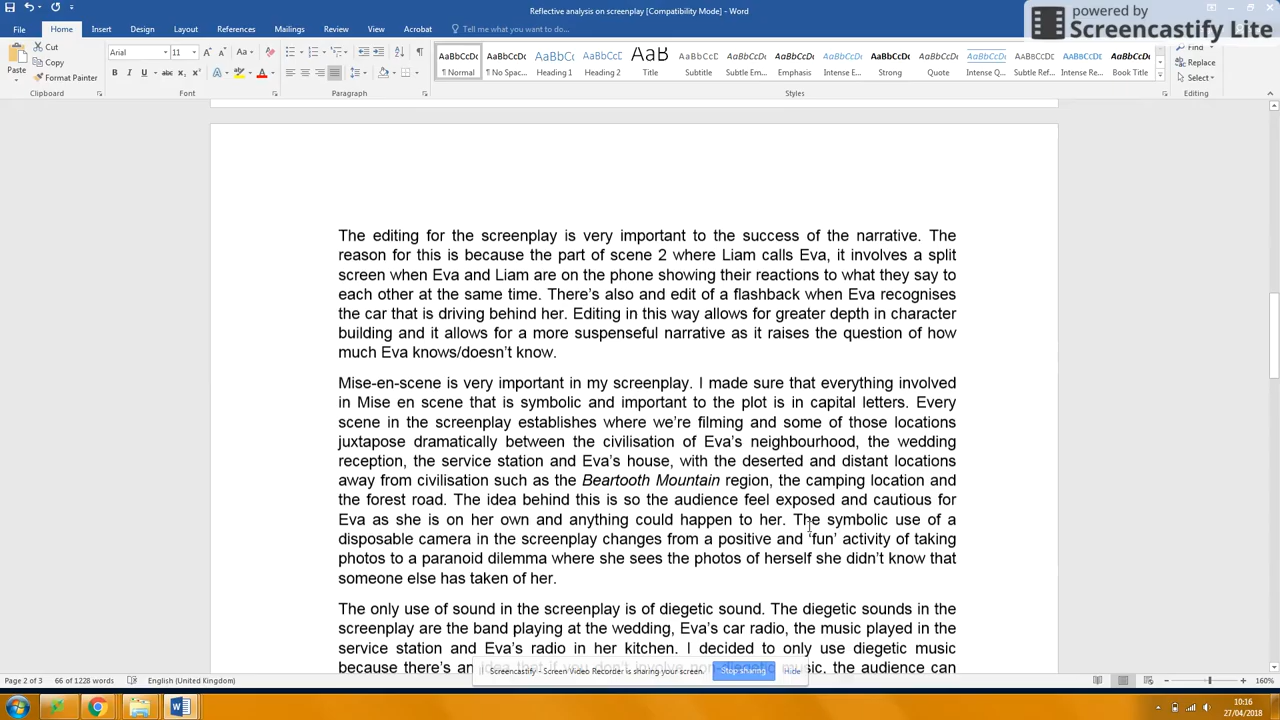 Reflective analysis on screenplay [Compatibility Mode] - Word
powered by
Screencastify Lite
File Home Insert Design Layout References Mailings Review View Acrobat Tell me what you want to do
Paste
Cut
Copy
Format Painter
Arial 11
AaBbCcDc AaBbCcDc AaBbCc AaBbCcD AaB AaBbCcD AaBbCcDc AaBbCcDc AaBbCcDc AaBbCcDc AaBbCcDc AaBbCcDc AaBbCcDc AaBbCcDc AaBbCcDc
¶ Normal ¶ No Spac... Heading 1 Heading 2 Title Subtitle Subtle Em... Emphasis Intense E... Strong Quote Intense Q... Subtle Ref... Intense Re... Book Title
Find
Replace
Select
Clipboard Font Paragraph Styles Editing
The editing for the screenplay is very important to the success of the narrative. The
reason for this is because the part of scene 2 where Liam calls Eva, it involves a split
screen when Eva and Liam are on the phone showing their reactions to what they say to
each other at the same time. There's also and edit of a flashback when Eva recognises
the car that is driving behind her. Editing in this way allows for greater depth in character
building and it allows for a more suspenseful narrative as it raises the question of how
much Eva knows/doesn't know.
Mise-en-scene is very important in my screenplay. I made sure that everything involved
in Mise en scene that is symbolic and important to the plot is in capital letters. Every
scene in the screenplay establishes where we're filming and some of those locations
juxtapose dramatically between the civilisation of Eva's neighbourhood, the wedding
reception, the service station and Eva's house, with the deserted and distant locations
away from civilisation such as the Beartooth Mountain region, the camping location and
the forest road. The idea behind this is so the audience feel exposed and cautious for
Eva as she is on her own and anything could happen to her. The symbolic use of a
disposable camera in the screenplay changes from a positive and 'fun' activity of taking
photos to a paranoid dilemma where she sees the photos of herself she didn't know that
someone else has taken of her.
The only use of sound in the screenplay is of diegetic sound. The diegetic sounds in the
screenplay are the band playing at the wedding, Eva's car radio, the music played in the
service station and Eva's radio in her kitchen. I decided to only use diegetic music
because there's an idea that if you don't involve non-diegetic music, the audience can
Screencastify - Screen Video Recorder is sharing your screen. Stop sharing Hide
Page 2 of 3 66 of 1228 words English (United Kingdom) 160%
10:16
27/04/2018